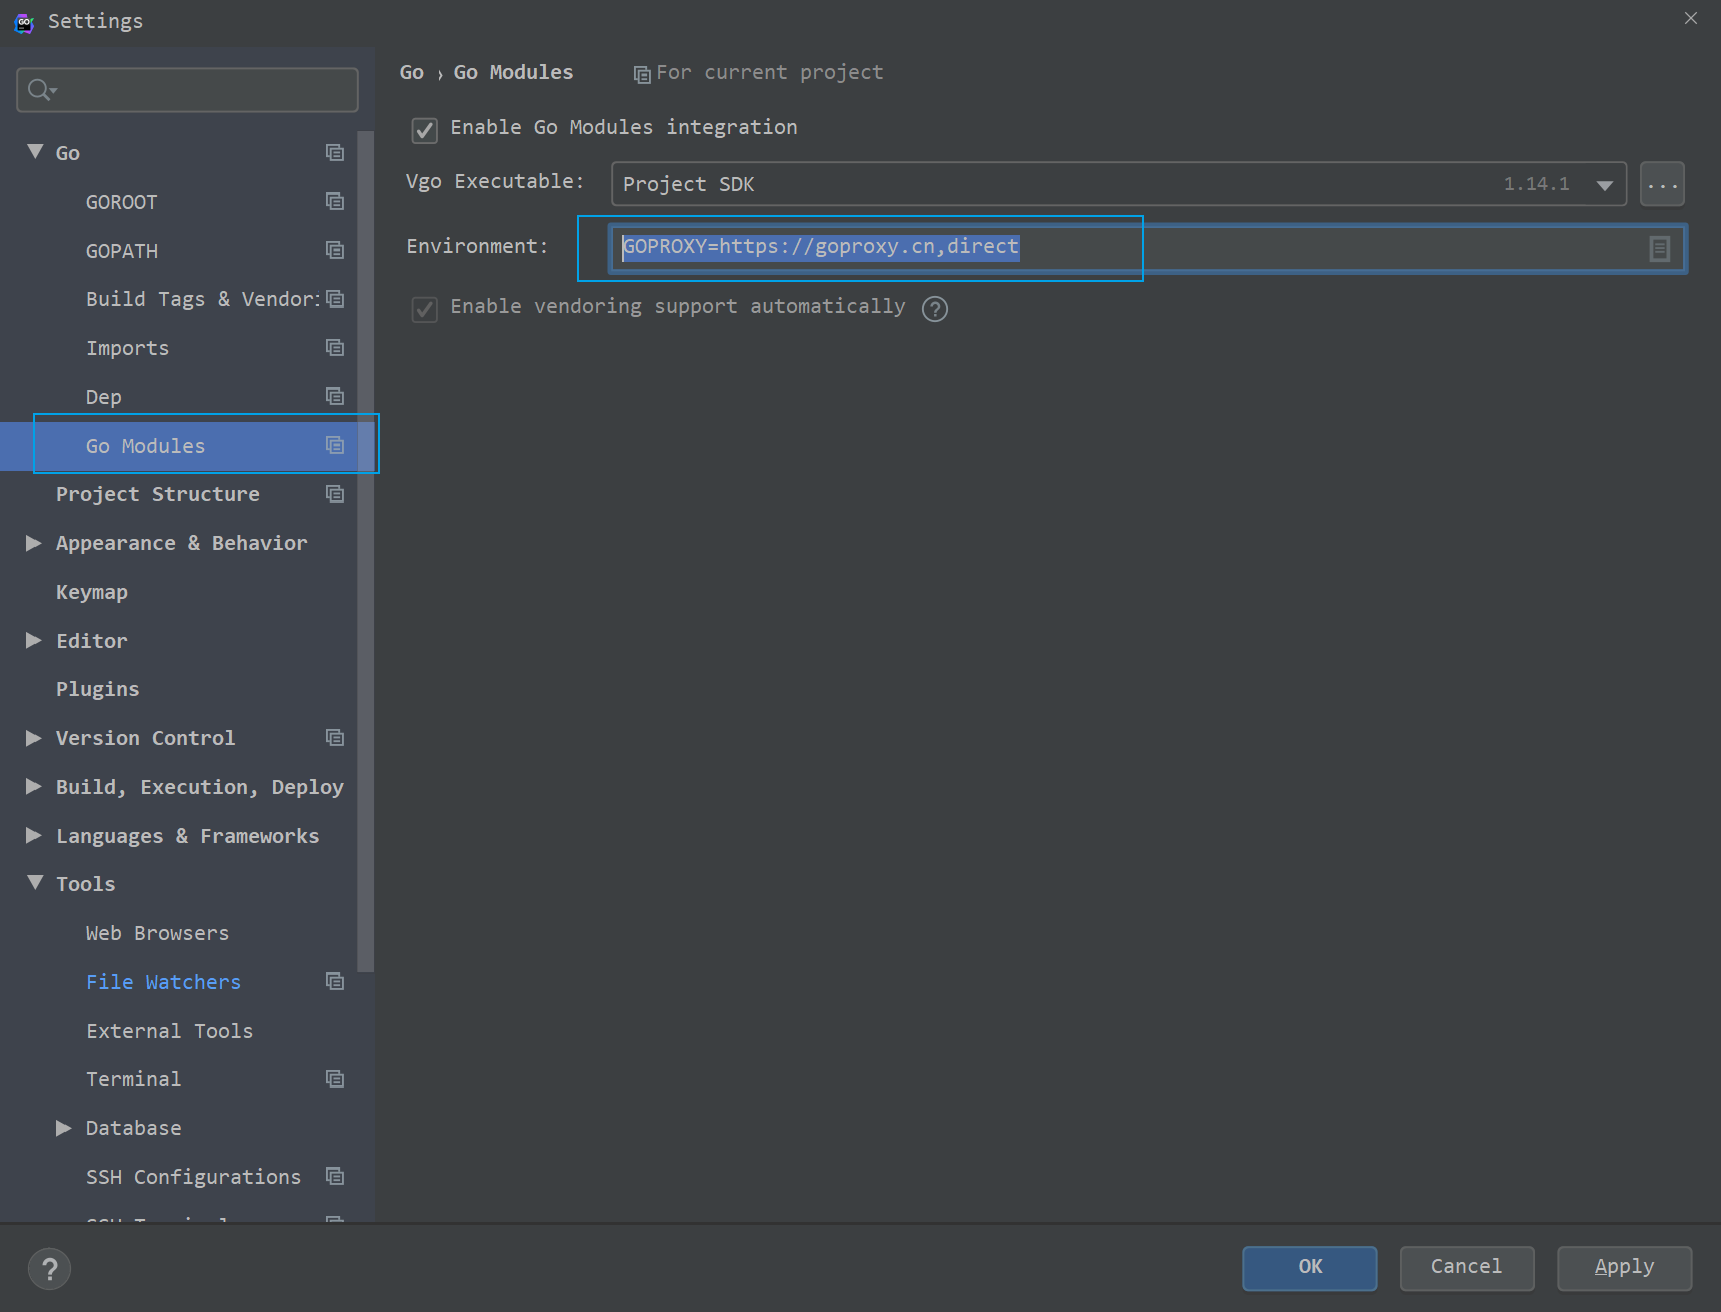 Settings
Go › Go Modules For current project
Enable Go Modules integration
Vgo Executable: Project SDK 1.14.1 ...
Environment: GOPROXY=https://goproxy.cn,direct
Enable vendoring support automatically ?
Go
GOROOT
GOPATH
Build Tags & Vendor:
Imports
Dep
Go Modules
Project Structure
Appearance & Behavior
Keymap
Editor
Plugins
Version Control
Build, Execution, Deploy
Languages & Frameworks
Tools
Web Browsers
File Watchers
External Tools
Terminal
Database
SSH Configurations
? OK Cancel Apply